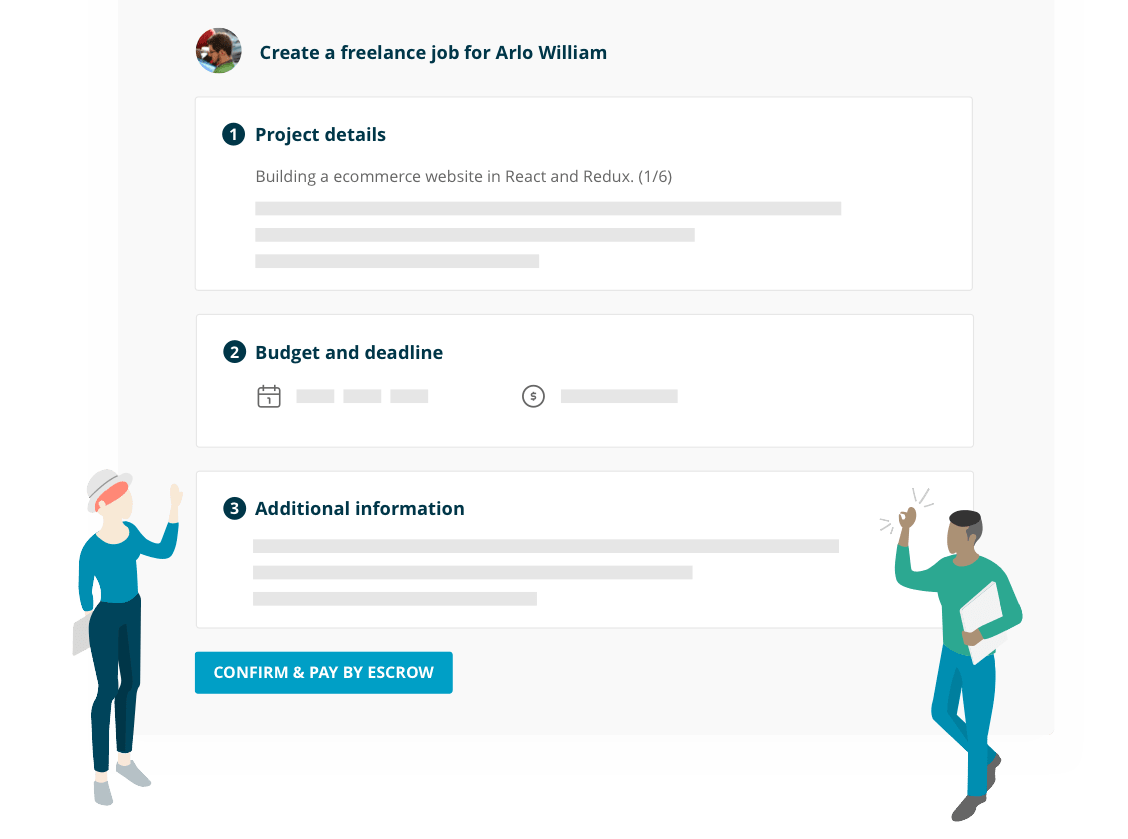 Create a freelance job for Arlo William
1 Project details
Building a ecommerce website in React and Redux. (1/6)
2 Budget and deadline
1
$
3 Additional information
CONFIRM & PAY BY ESCROW